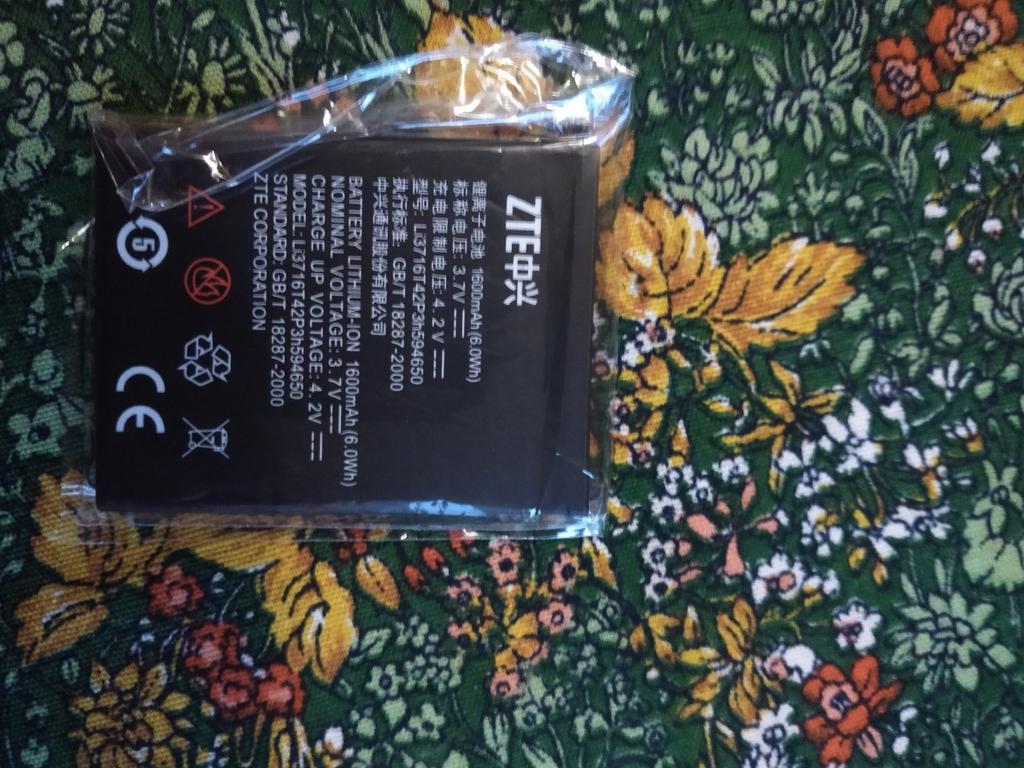 ZTE中兴
锂离子电池 1600mAh(6.0Wh)
标称电压: 3.7V
充电限制电压: 4.2V
型号: Li3716T42P3h594650
执行标准: GB/T 18287-2000
中兴通讯股份有限公司
BATTERY LITHIUM-ION 1600mAh(6.0Wh)
NOMINAL VOLTAGE: 3.7V
CHARGE UP VOLTAGE: 4.2V
MODEL: Li3716T42P3h594650
STANDARD: GB/T 18287-2000
ZTE CORPORATION
5
CE